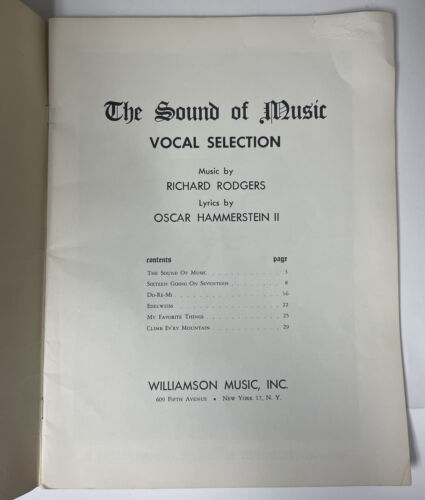 The Sound of Music
VOCAL SELECTION
Music by
RICHARD RODGERS
Lyrics by
OSCAR HAMMERSTEIN II
contents page
THE SOUND OF MUSIC . . . . . . . . . . . 3
SIXTEEN GOING ON SEVENTEEN . . . . . . . . 8
DO-RE-MI . . . . . . . . . . . . . . . . 16
EDELWEISS . . . . . . . . . . . . . . . . 22
MY FAVORITE THINGS . . . . . . . . . . . . 25
CLIMB EV'RY MOUNTAIN . . . . . . . . . . . 29
WILLIAMSON MUSIC, INC.
609 FIFTH AVENUE • NEW YORK 17, N. Y.